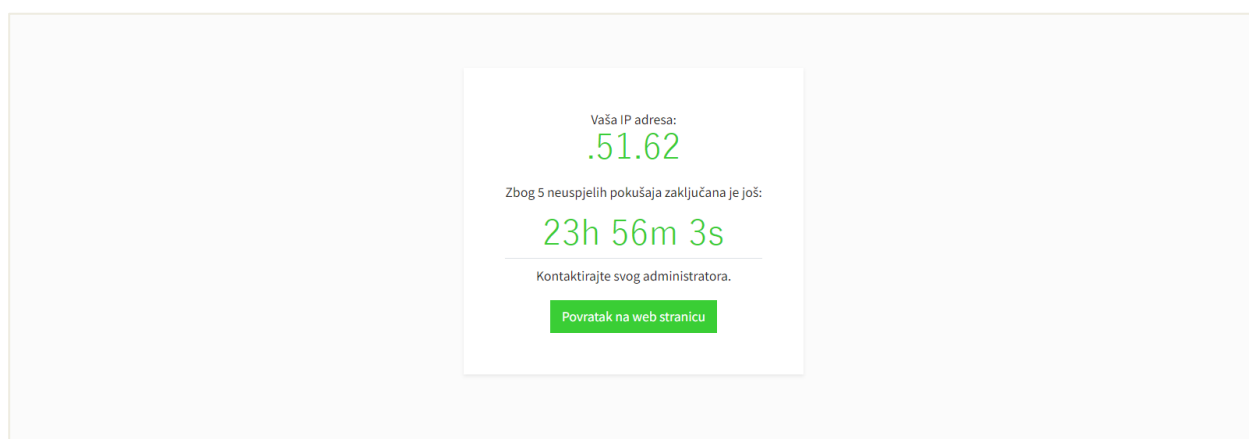 Vaša IP adresa:
.51.62
Zbog 5 neuspjelih pokušaja zaključana je još:
23h 56m 3s
Kontaktirajte svog administratora.
Povratak na web stranicu